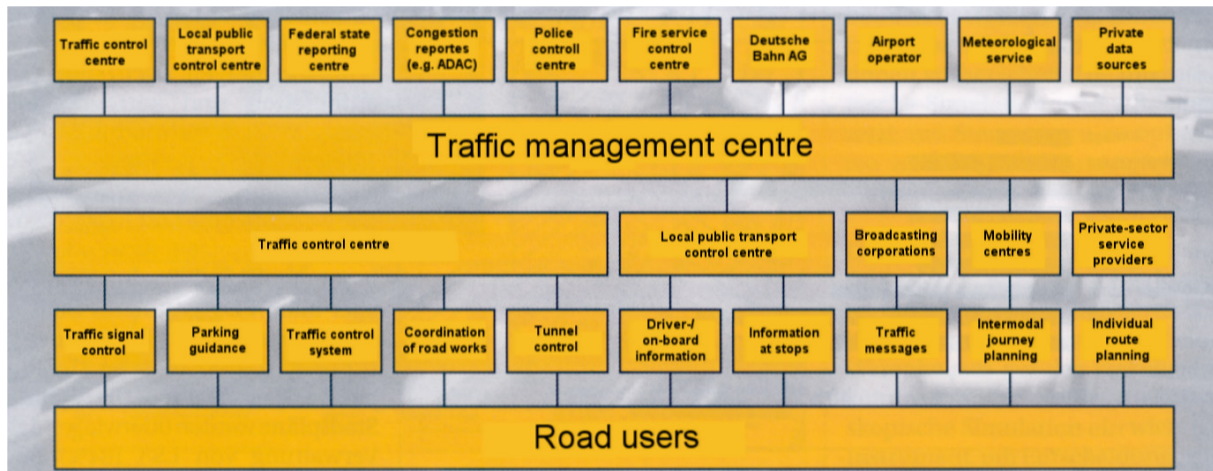 Traffic control
centre
Local public
transport
control centre
Federal state
reporting
centre
Congestion
reportes
(e.g. ADAC)
Police
controll
centre
Fire service
control
centre
Deutsche
Bahn AG
Airport
operator
Meteorological
service
Private
data
sources
Traffic management centre
Traffic control centre
Local public transport
control centre
Broadcasting
corporations
Mobility
centres
Private-sector
service
providers
Traffic signal
control
Parking
guidance
Traffic control
system
Coordination
of road works
Tunnel
control
Driver-/
on-board
information
Information
at stops
Traffic
messages
Intermodal
journey
planning
Individual
route
planning
Road users